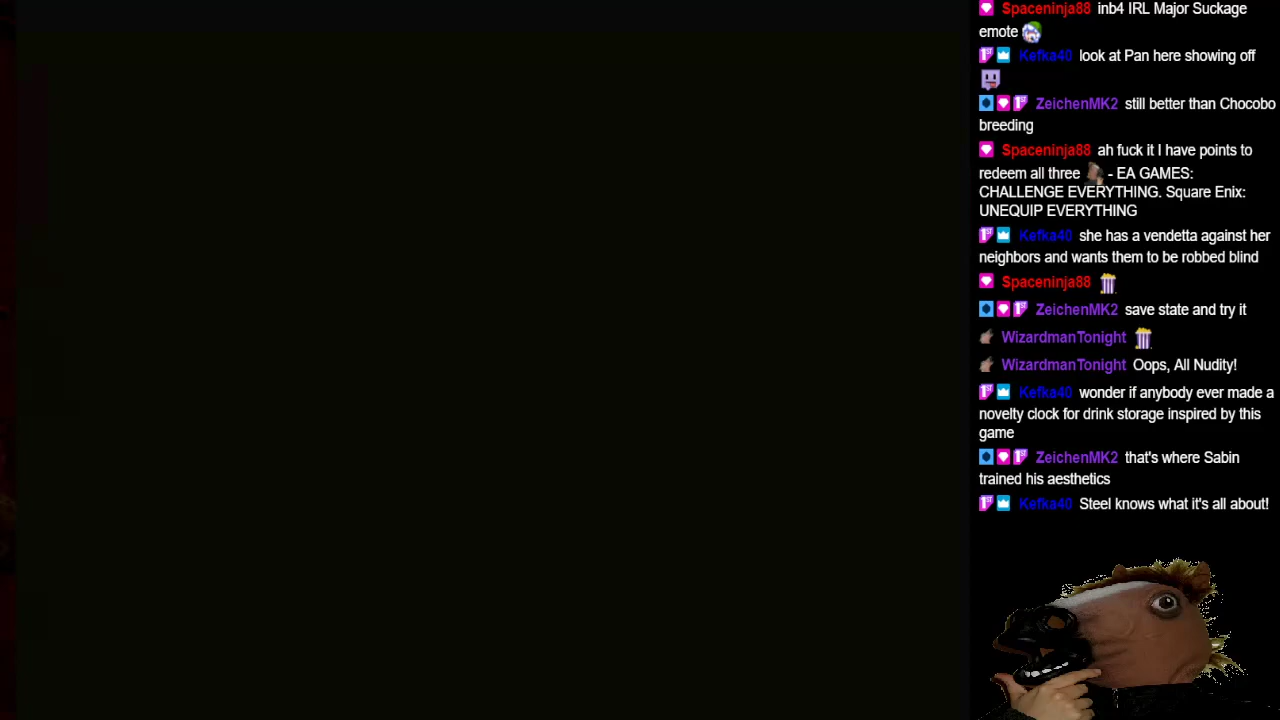 Spaceninja88 inb4 IRL Major Suckage
emote
Kefka40 look at Pan here showing off
ZeichenMK2 still better than Chocobo
breeding
Spaceninja88 ah fuck it I have points to
redeem all three - EA GAMES:
CHALLENGE EVERYTHING. Square Enix:
UNEQUIP EVERYTHING
Kefka40 she has a vendetta against her
neighbors and wants them to be robbed blind
Spaceninja88
ZeichenMK2 save state and try it
WizardmanTonight
WizardmanTonight Oops, All Nudity!
Kefka40 wonder if anybody ever made a
novelty clock for drink storage inspired by this
game
ZeichenMK2 that's where Sabin
trained his aesthetics
Kefka40 Steel knows what it's all about!